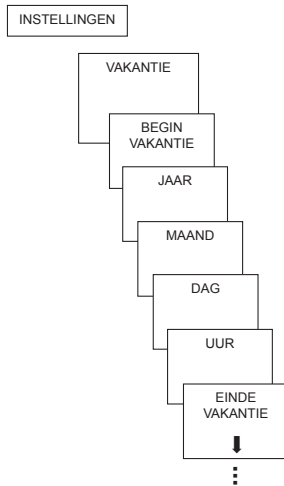 INSTELLINGEN
VAKANTIE
BEGIN
VAKANTIE
JAAR
MAAND
DAG
UUR
EINDE
VAKANTIE